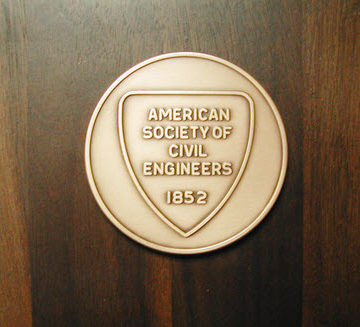 AMERICAN
SOCIETY OF
CIVIL
ENGINEERS
1852